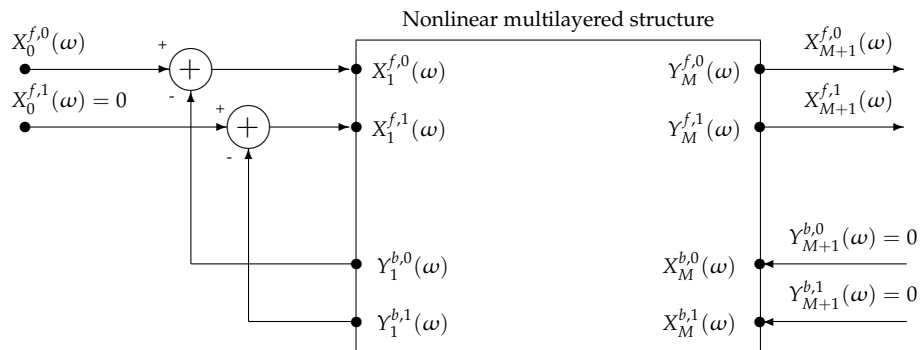 Nonlinear multilayered structure
X_0^{f,0}(ω)
+
+
-
X_1^{f,0}(ω)
Y_M^{f,0}(ω)
X_{M+1}^{f,0}(ω)
X_0^{f,1}(ω) = 0
+
+
-
X_1^{f,1}(ω)
Y_M^{f,1}(ω)
X_{M+1}^{f,1}(ω)
Y_1^{b,0}(ω)
X_M^{b,0}(ω)
Y_{M+1}^{b,0}(ω) = 0
Y_1^{b,1}(ω)
X_M^{b,1}(ω)
Y_{M+1}^{b,1}(ω) = 0